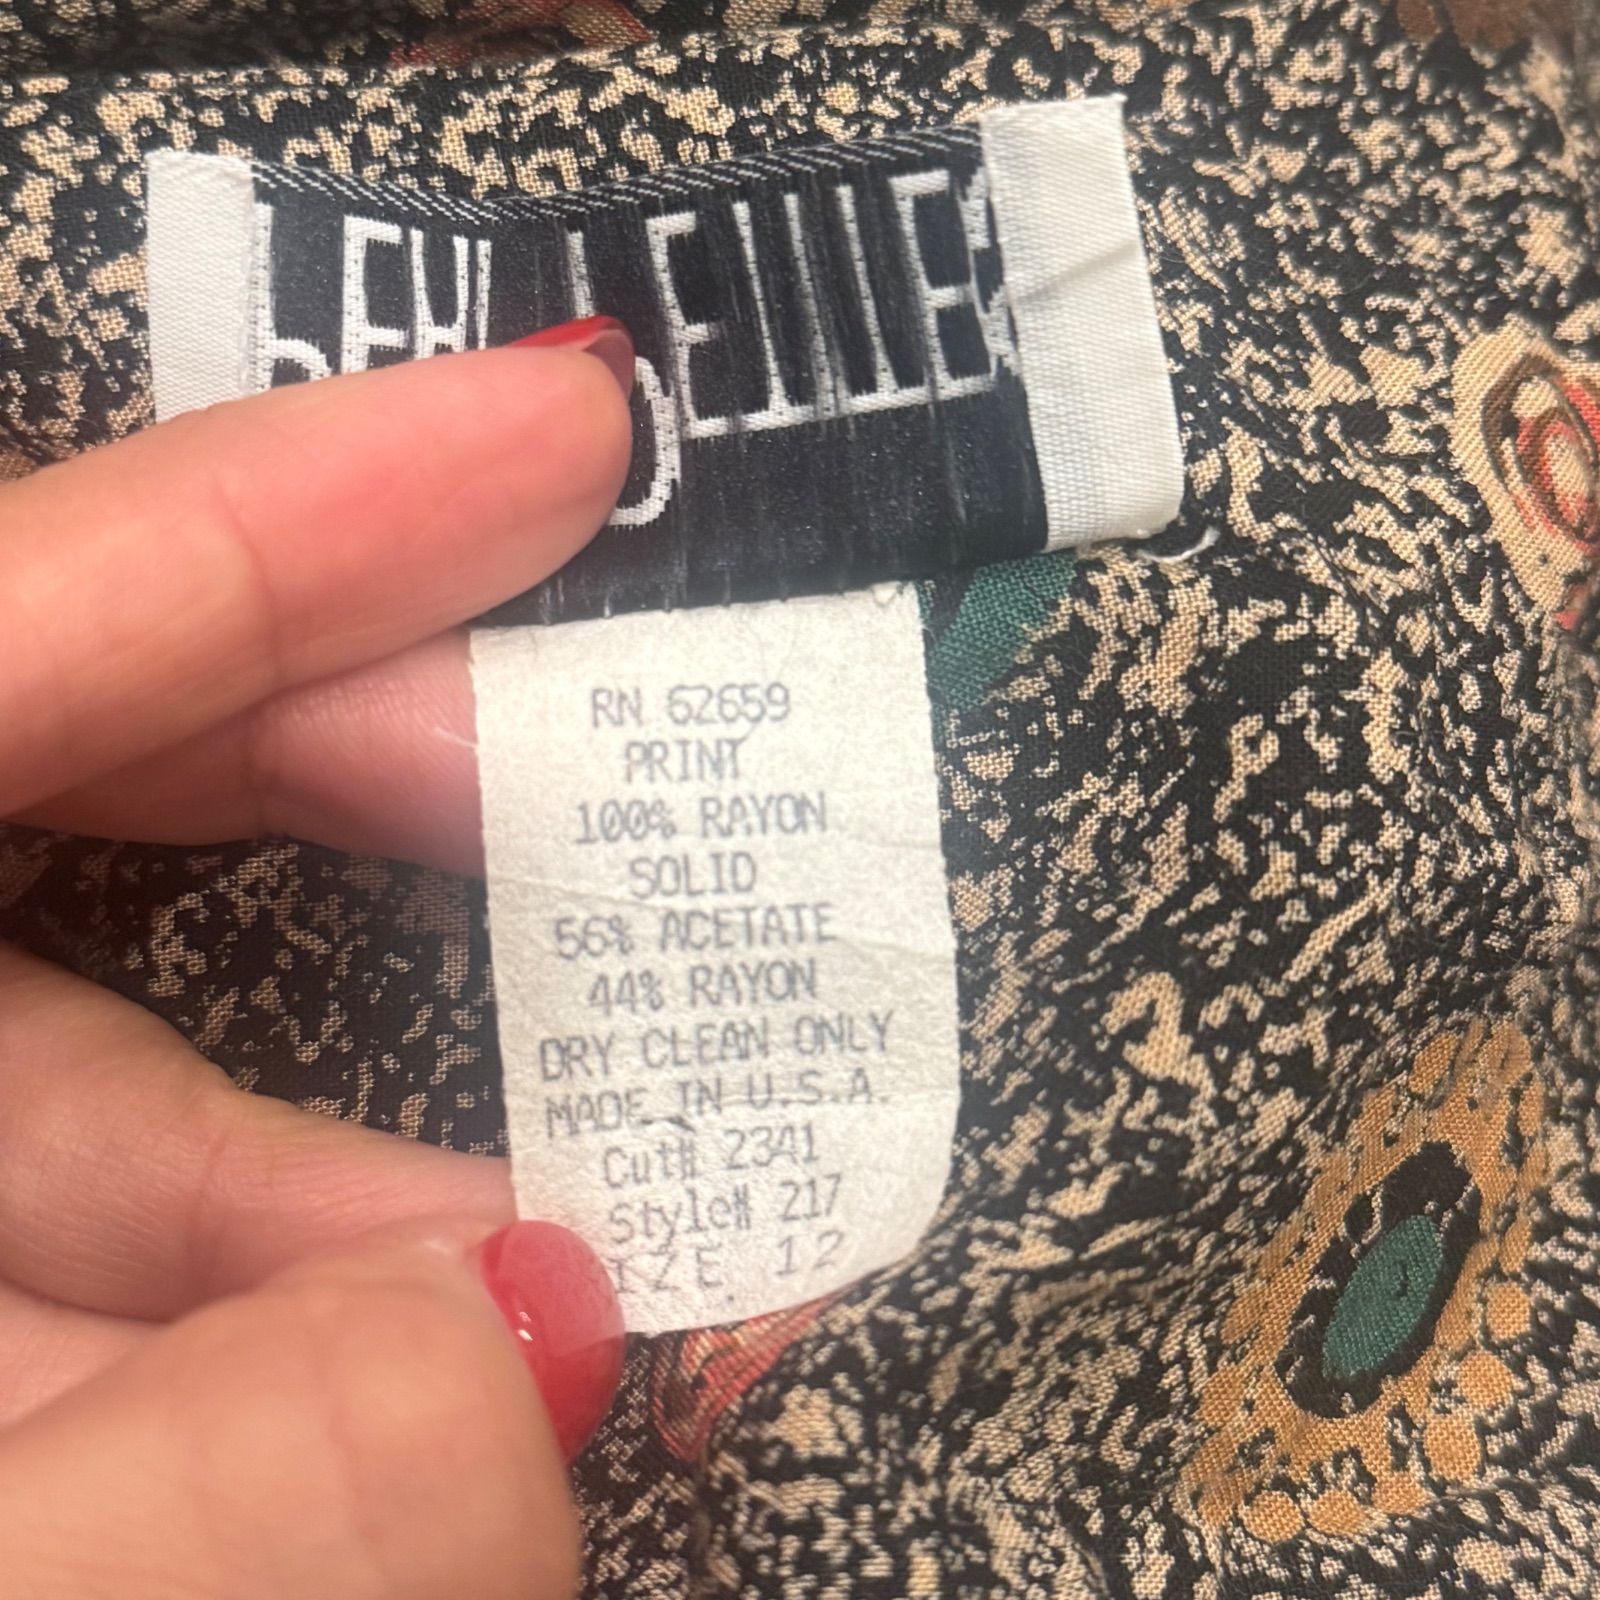 RN 62659
PRINT
100% RAYON
SOLID
56% ACETATE
44% RAYON
DRY CLEAN ONLY
MADE IN U.S.A.
Cut# 2341
Style# 217
IZE 12